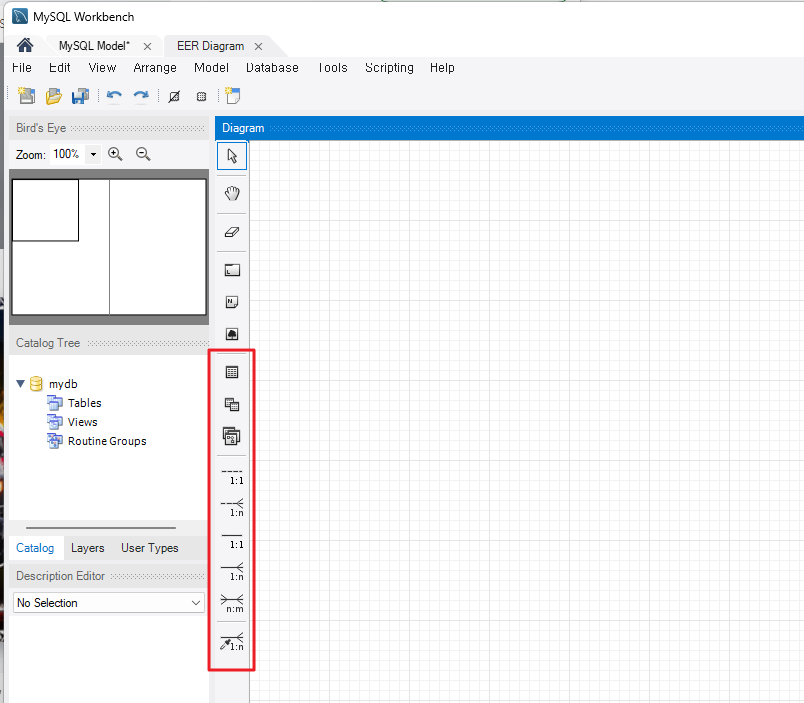 MySQL Workbench
MySQL Model*
EER Diagram
File Edit View Arrange Model Database Tools Scripting Help
Bird's Eye
Zoom: 100%
Diagram
L
N
Catalog Tree
mydb
Tables
Views
Routine Groups
1:1
1:n
1:1
1:n
n:m
1:n
Catalog Layers User Types
Description Editor
No Selection